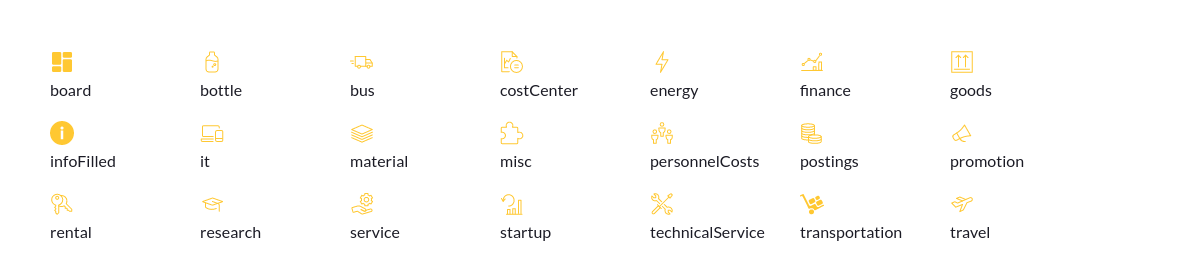 board bottle bus costCenter energy finance goods
infoFilled it material misc personnelCosts postings promotion
rental research service startup technicalService transportation travel